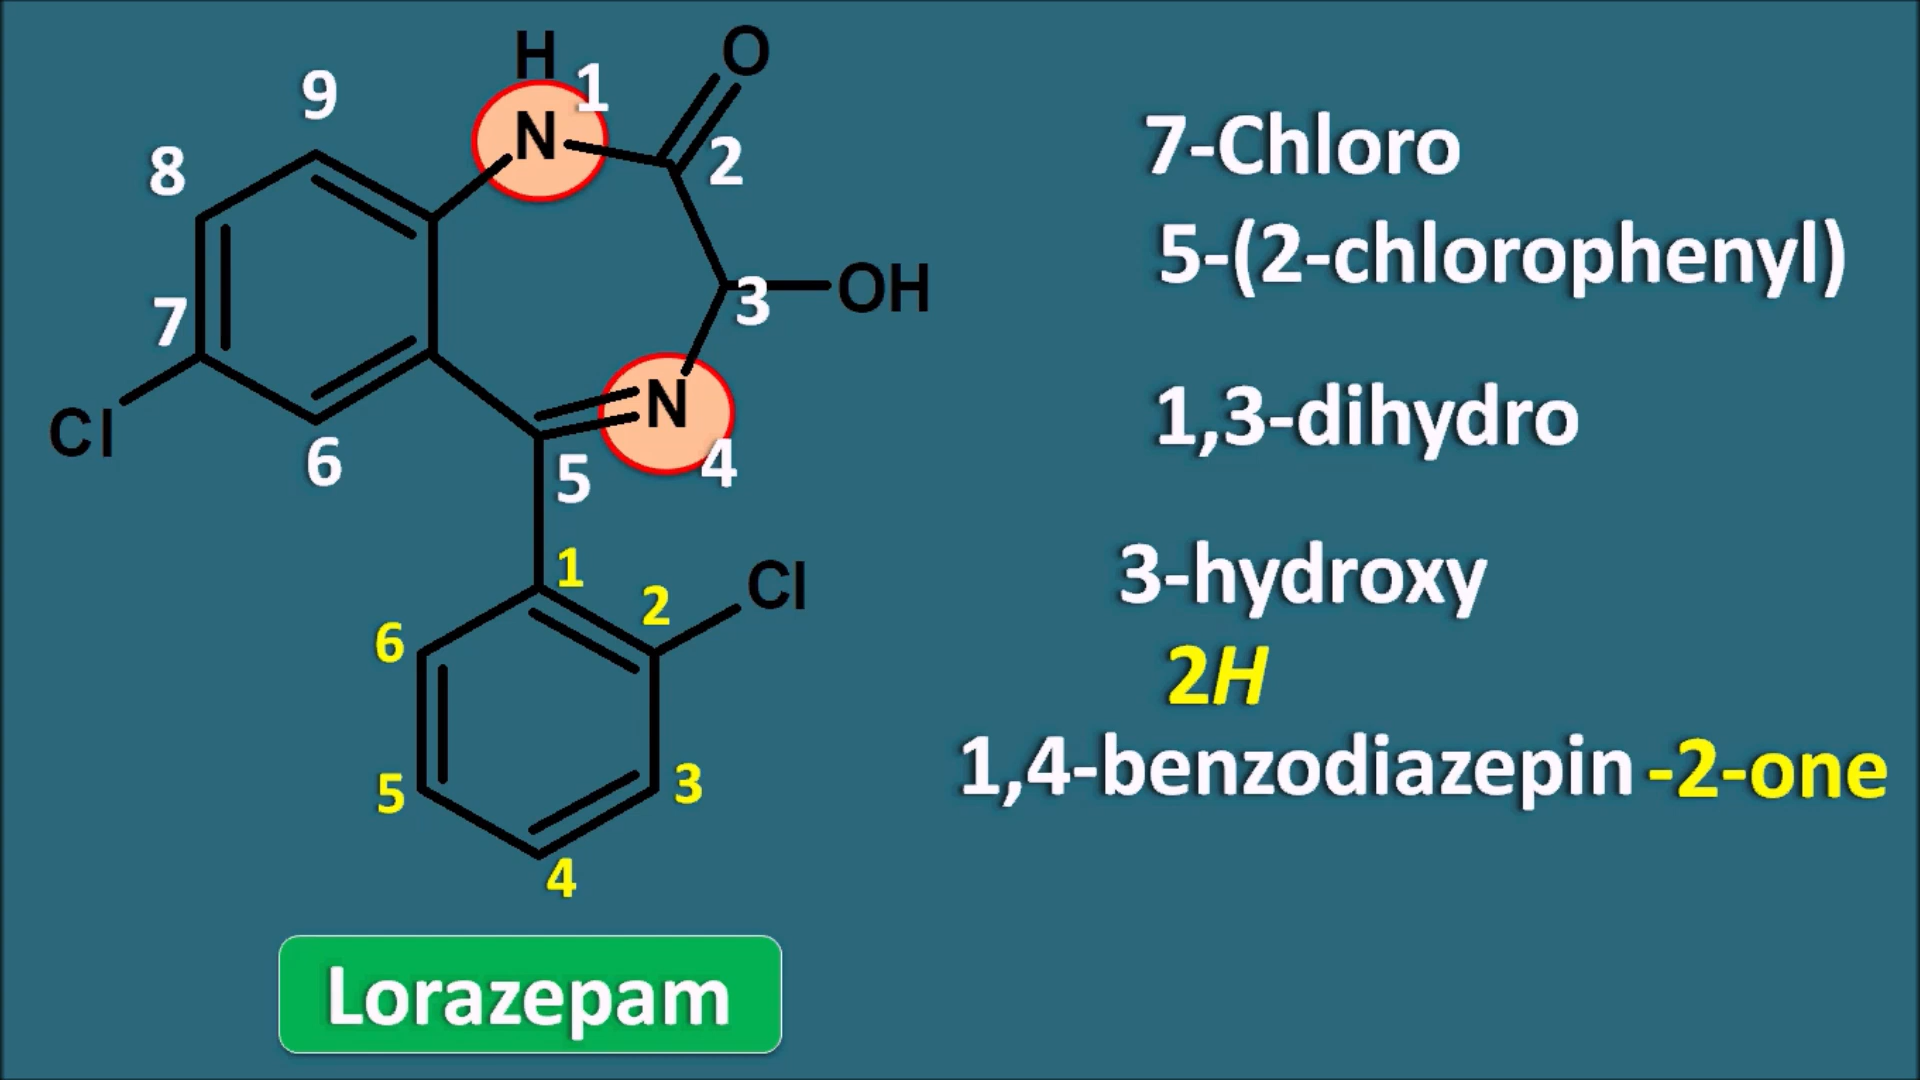 H
O
N
1
9
2
8
7-Chloro
5-(2-chlorophenyl)
3
OH
7
Cl
N
4
6
5
1,3-dihydro
1
2
Cl
6
3-hydroxy
2H
5
3
4
1,4-benzodiazepin -2-one
Lorazepam